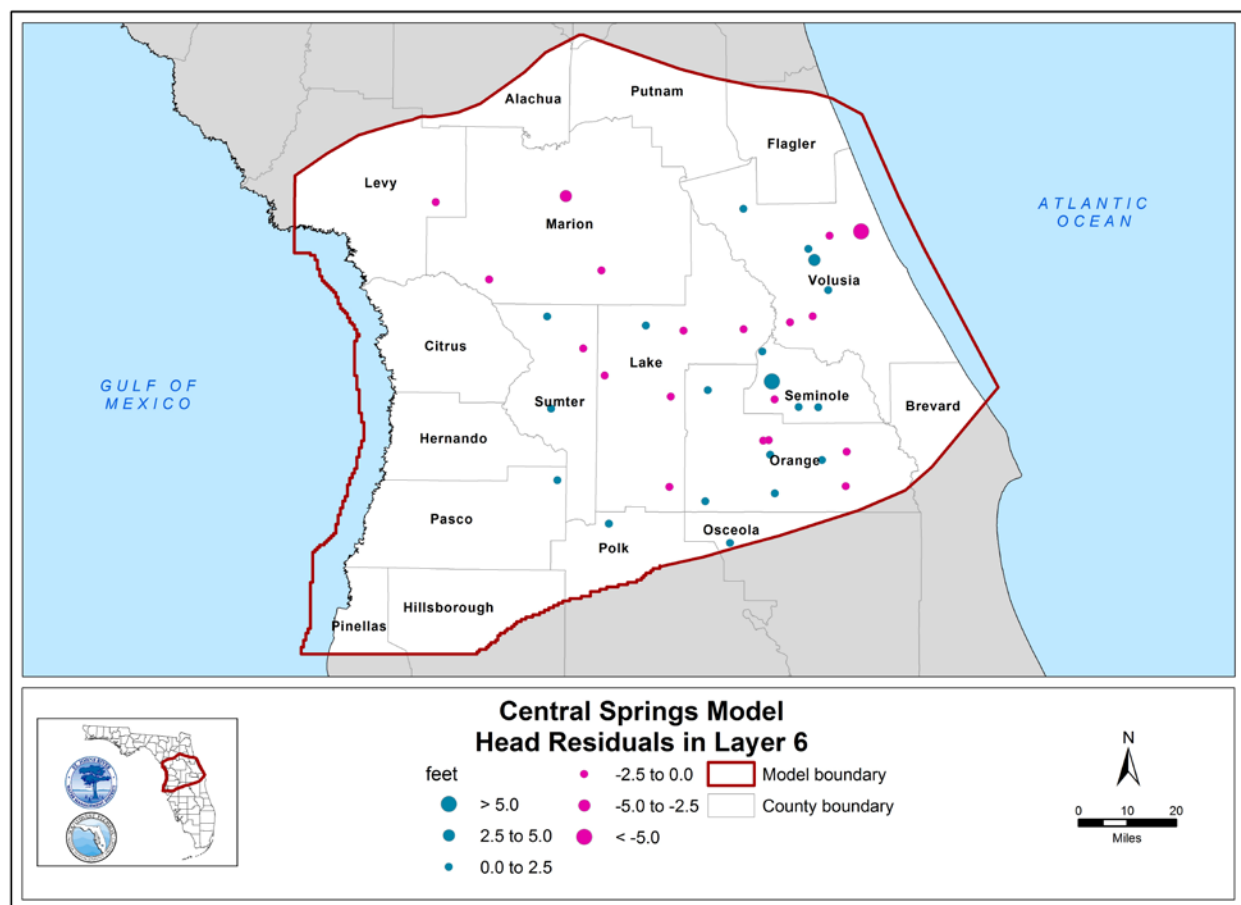 Alachua
Putnam
Flagler
Levy
Marion
ATLANTIC
OCEAN
Volusia
Citrus
Lake
GULF OF
MEXICO
Sumter
Seminole
Brevard
Hernando
Orange
Pasco
Osceola
Polk
Hillsborough
Pinellas
Central Springs Model
Head Residuals in Layer 6
feet
> 5.0
2.5 to 5.0
0.0 to 2.5
-2.5 to 0.0
-5.0 to -2.5
< -5.0
Model boundary
County boundary
N
0 10 20
Miles